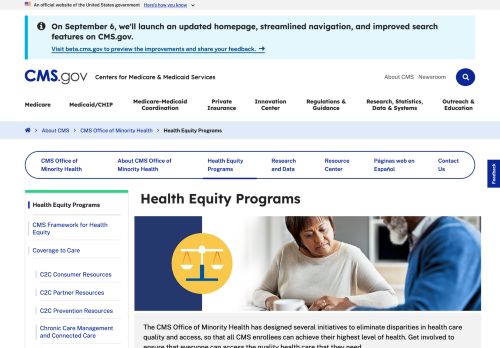 An official website of the United States government Here's how you know
On September 6, we'll launch an updated homepage, streamlined navigation, and improved search
features on CMS.gov.
Visit beta.cms.gov to preview the improvements and share your feedback.
CMS.gov Centers for Medicare & Medicaid Services
About CMS Newsroom
Medicare
Medicaid/CHIP
Medicare-Medicaid
Coordination
Private
Insurance
Innovation
Center
Regulations &
Guidance
Research, Statistics,
Data & Systems
Outreach &
Education
About CMS CMS Office of Minority Health Health Equity Programs
Feedback
CMS Office of
Minority Health
About CMS Office of
Minority Health
Health Equity
Programs
Research
and Data
Resource
Center
Páginas web en
Español
Contact
Us
Health Equity Programs
CMS Framework for Health
Equity
Coverage to Care
C2C Consumer Resources
C2C Partner Resources
C2C Prevention Resources
Chronic Care Management
and Connected Care
Health Equity Programs
The CMS Office of Minority Health has designed several initiatives to eliminate disparities in health care
quality and access, so that all CMS enrollees can achieve their highest level of health. Get involved to
ensure that everyone can access the quality health care that they need.